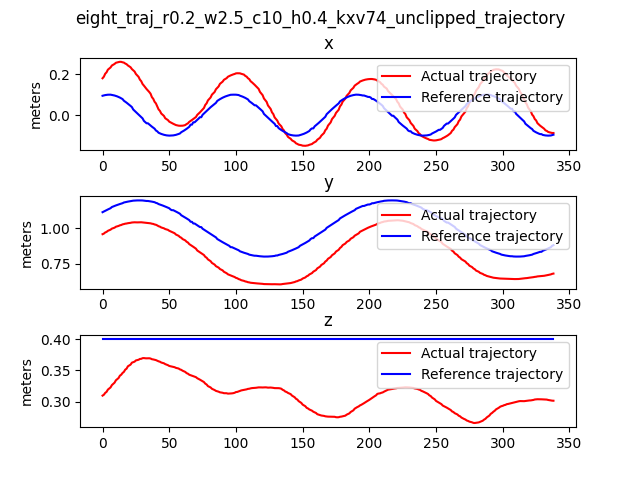 eight_traj_r0.2_w2.5_c10_h0.4_kxv74_unclipped_trajectory
x
0.2
0.0
meters
Actual trajectory
Reference trajectory
0 50 100 150 200 250 300 350
y
1.00
0.75
meters
Actual trajectory
Reference trajectory
0 50 100 150 200 250 300 350
z
0.40
0.35
0.30
meters
Actual trajectory
Reference trajectory
0 50 100 150 200 250 300 350